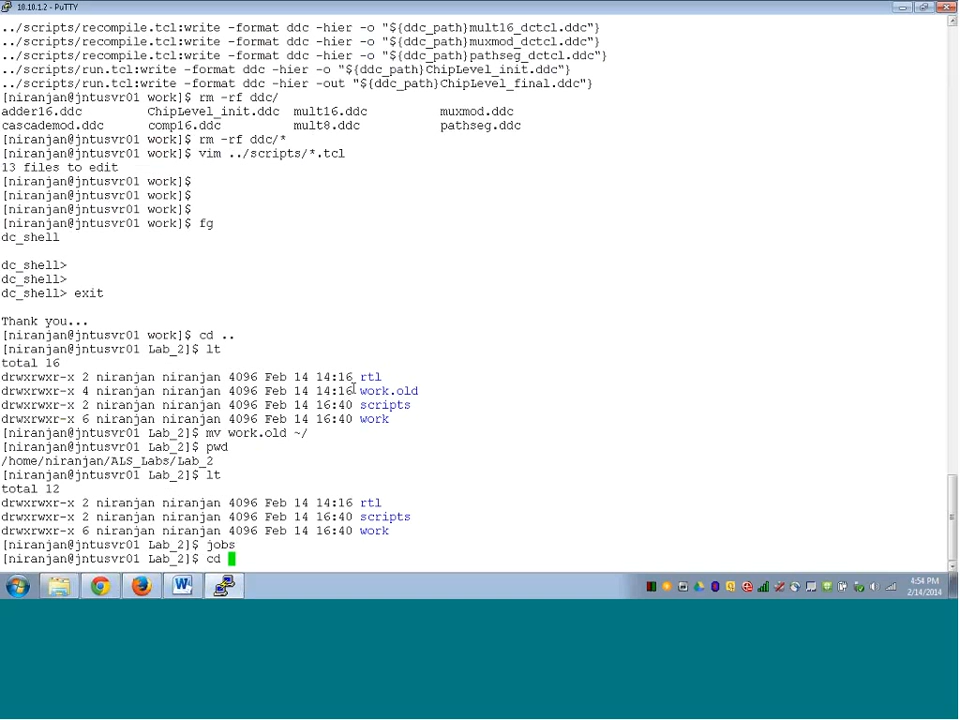 10.10.1.2 - PuTTY
../scripts/recompile.tcl:write -format ddc -hier -o "${ddc_path}mult16_dctcl.ddc"}
../scripts/recompile.tcl:write -format ddc -hier -o "${ddc_path}muxmod_dctcl.ddc"}
../scripts/recompile.tcl:write -format ddc -hier -o "${ddc_path}pathseg_dctcl.ddc"}
../scripts/run.tcl:write -format ddc -hier -o "${ddc_path}ChipLevel_init.ddc"}
../scripts/run.tcl:write -format ddc -hier -out "${ddc_path}ChipLevel_final.ddc"}
[niranjan@jntusvr01 work]$ rm -rf ddc/
adder16.ddc ChipLevel_init.ddc mult16.ddc muxmod.ddc
cascademod.ddc comp16.ddc mult8.ddc pathseg.ddc
[niranjan@jntusvr01 work]$ rm -rf ddc/*
[niranjan@jntusvr01 work]$ vim ../scripts/*.tcl
13 files to edit
[niranjan@jntusvr01 work]$
[niranjan@jntusvr01 work]$
[niranjan@jntusvr01 work]$
[niranjan@jntusvr01 work]$ fg
dc_shell
dc_shell>
dc_shell>
dc_shell> exit
Thank you...
[niranjan@jntusvr01 work]$ cd ..
[niranjan@jntusvr01 Lab_2]$ lt
total 16
drwxrwxr-x 2 niranjan niranjan 4096 Feb 14 14:16 rtl
drwxrwxr-x 4 niranjan niranjan 4096 Feb 14 14:16 work.old
drwxrwxr-x 2 niranjan niranjan 4096 Feb 14 16:40 scripts
drwxrwxr-x 6 niranjan niranjan 4096 Feb 14 16:40 work
[niranjan@jntusvr01 Lab_2]$ mv work.old ~/
[niranjan@jntusvr01 Lab_2]$ pwd
/home/niranjan/ALS_Labs/Lab_2
[niranjan@jntusvr01 Lab_2]$ lt
total 12
drwxrwxr-x 2 niranjan niranjan 4096 Feb 14 14:16 rtl
drwxrwxr-x 2 niranjan niranjan 4096 Feb 14 16:40 scripts
drwxrwxr-x 6 niranjan niranjan 4096 Feb 14 16:40 work
[niranjan@jntusvr01 Lab_2]$ jobs
[niranjan@jntusvr01 Lab_2]$ cd
4:54 PM
2/14/2014